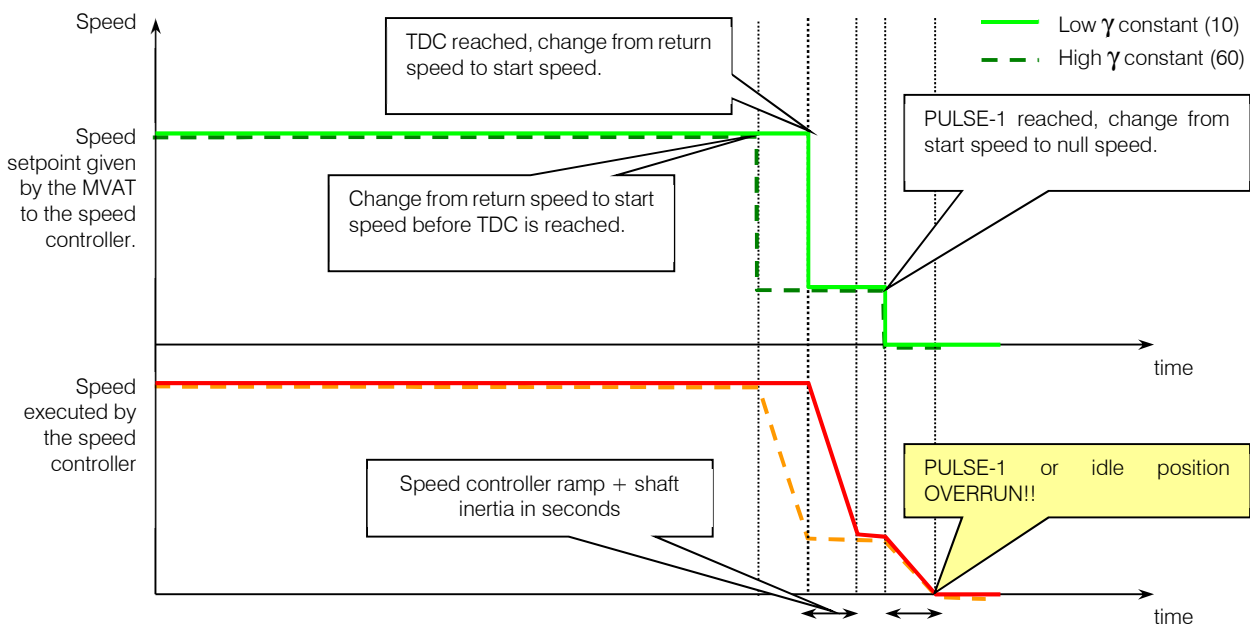 Speed
Low γ constant (10)
High γ constant (60)
TDC reached, change from return
speed to start speed.
PULSE-1 reached, change from
start speed to null speed.
Speed
setpoint given
by the MVAT
to the speed
controller.
Change from return speed to start
speed before TDC is reached.
time
Speed
executed by
the speed
controller
Speed controller ramp + shaft
inertia in seconds
PULSE-1 or idle position
OVERRUN!!
time